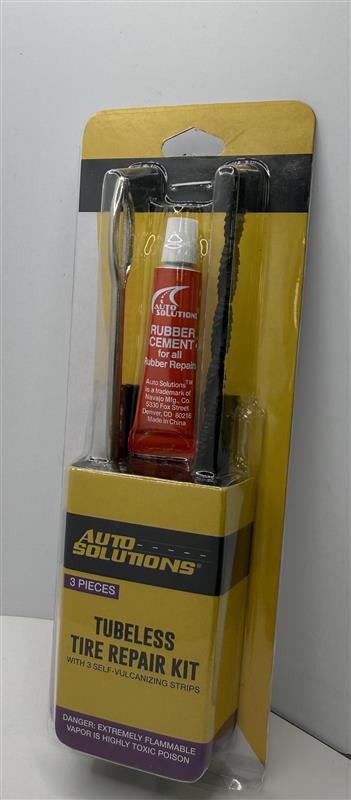 AUTO
SOLUTIONS
RUBBER
CEMENT
for all
Rubber Repairs
Auto Solutions™
is a trademark of
Navajo Mfg., Co.
5330 Fox Street
Denver, CO 80216
Made in China
AUTO
SOLUTIONS®
3 PIECES
TUBELESS
TIRE REPAIR KIT
WITH 3 SELF-VULCANIZING STRIPS
DANGER: EXTREMELY FLAMMABLE
VAPOR IS HIGHLY TOXIC POISON